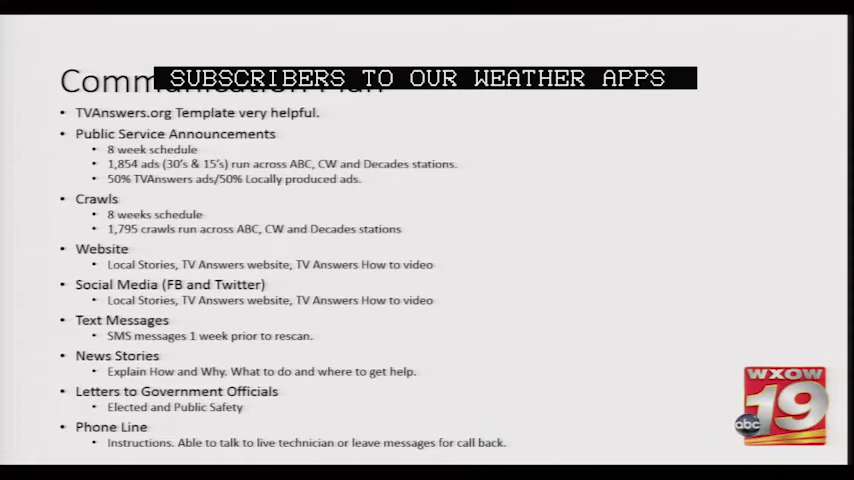 SUBSCRIBERS TO OUR WEATHER APPS
• TVAnswers.org Template very helpful.
• Public Service Announcements
• 8 week schedule
• 1,854 ads (30's & 15's) run across ABC, CW and Decades stations.
• 50% TVAnswers ads/50% Locally produced ads.
• Crawls
• 8 weeks schedule
• 1,795 crawls run across ABC, CW and Decades stations
• Website
• Local Stories, TV Answers website, TV Answers How to video
• Social Media (FB and Twitter)
• Local Stories, TV Answers website, TV Answers How to video
• Text Messages
• SMS messages 1 week prior to rescan.
• News Stories
• Explain How and Why. What to do and where to get help.
• Letters to Government Officials
• Elected and Public Safety
• Phone Line
• Instructions. Able to talk to live technician or leave messages for call back.
WXOW
19
abc